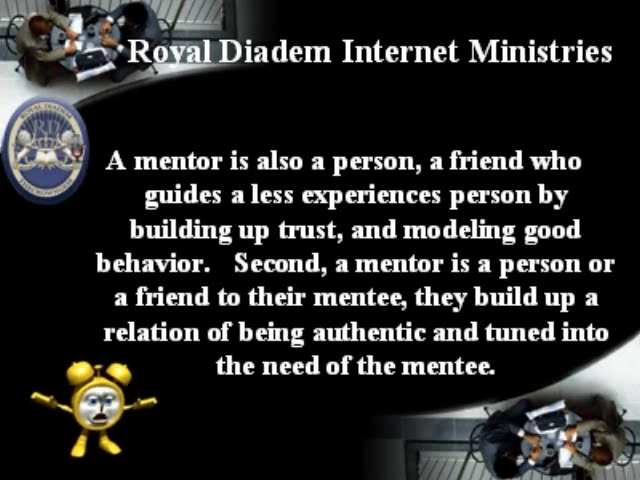 Royal Diadem Internet Ministries
ROYAL DIADEM
A mentor is also a person, a friend who
guides a less experiences person by
building up trust, and modeling good
behavior. Second, a mentor is a person or
a friend to their mentee, they build up a
relation of being authentic and tuned into
the need of the mentee.